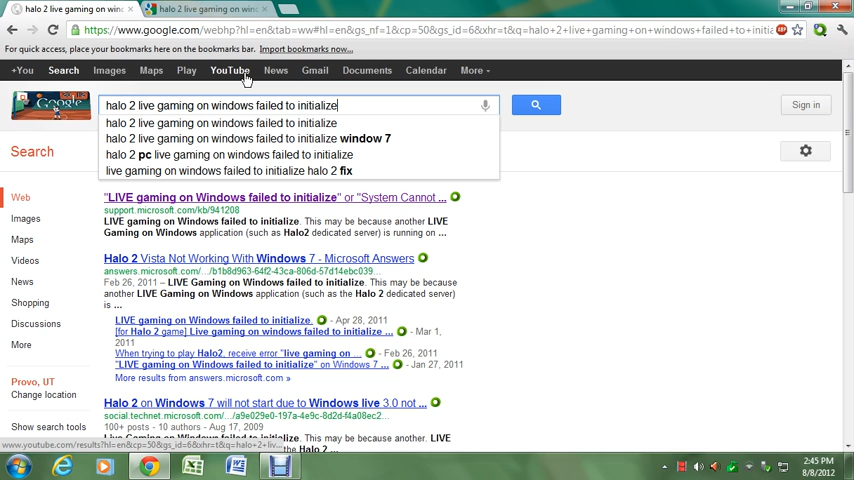 halo 2 live gaming on windows
halo 2 live gaming on windows
https://www.google.com/webhp?hl=en&tab=ww#hl=en&gs_nf=1&cp=50&gs_id=6&xhr=t&q=halo+2+live+gaming+on+windows+failed+to+initia
For quick access, place your bookmarks here on the bookmarks bar. Import bookmarks now...
+You Search Images Maps Play YouTube News Gmail Documents Calendar More
Google halo 2 live gaming on windows failed to initialize Sign in
halo 2 live gaming on windows failed to initialize
halo 2 live gaming on windows failed to initialize window 7
halo 2 pc live gaming on windows failed to initialize
live gaming on windows failed to initialize halo 2 fix
Search
Web
Images
Maps
Videos
News
Shopping
Discussions
More
Provo, UT
Change location
Show search tools
"LIVE gaming on Windows failed to initialize" or "System Cannot ...
support.microsoft.com/kb/941208
LIVE gaming on Windows failed to initialize. This may be because another LIVE
Gaming on Windows application (such as Halo2 dedicated server) is running on ...
Halo 2 Vista Not Working With Windows 7 - Microsoft Answers
answers.microsoft.com/.../b1b8d963-64f2-43ca-806d-57d14ebc039...
Feb 26, 2011 – LIVE Gaming on Windows failed to initialize. This may be because
another LIVE Gaming on Windows application (such as the Halo 2 dedicated server)
is ...
LIVE gaming on Windows failed to initialize. - Apr 28, 2011
[for Halo 2 game] Live gaming on windows failed to initialize ... - Mar 1,
2011
When trying to play Halo2, receive error "live gaming on ... - Feb 26, 2011
"LIVE gaming on Windows failed to initialize" on Windows 7 ... - Jan 27, 2011
More results from answers.microsoft.com »
Halo 2 on Windows 7 will not start due to Windows live 3.0 not ...
social.technet.microsoft.com/.../a9e029e0-197a-4e9c-8d2d-f4a08ec2...
100+ posts - 10 authors - Aug 17, 2009
www.youtube.com/results?hl=en&cp=50&gs_id=6&xhr=t&q=halo+2+liv...
the Halo 2 ...
2:45 PM
8/8/2012